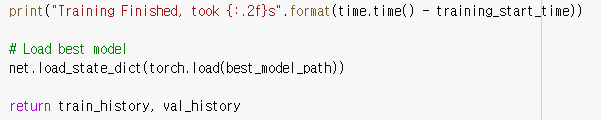 print("Training Finished, took {:.2f}s".format(time.time() - training_start_time))
# Load best model
net.load_state_dict(torch.load(best_model_path))
return train_history, val_history